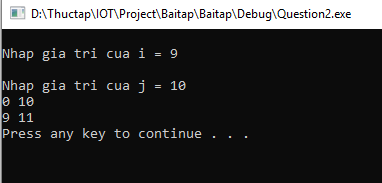 D:\Thuctap\IOT\Project\Baitap\Baitap\Debug\Question2.exe
Nhap gia tri cua i = 9
Nhap gia tri cua j = 10
0 10
9 11
Press any key to continue . . .